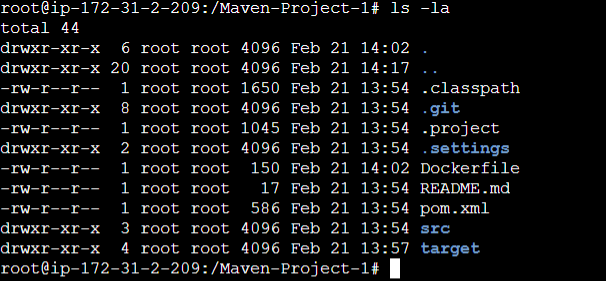 root@ip-172-31-2-209:/Maven-Project-1# ls -la
total 44
drwxr-xr-x  6 root root 4096 Feb 21 14:02 .
drwxr-xr-x 20 root root 4096 Feb 21 14:17 ..
-rw-r--r--  1 root root 1650 Feb 21 13:54 .classpath
drwxr-xr-x  8 root root 4096 Feb 21 13:54 .git
-rw-r--r--  1 root root 1045 Feb 21 13:54 .project
drwxr-xr-x  2 root root 4096 Feb 21 13:54 .settings
-rw-r--r--  1 root root  150 Feb 21 14:02 Dockerfile
-rw-r--r--  1 root root   17 Feb 21 13:54 README.md
-rw-r--r--  1 root root  586 Feb 21 13:54 pom.xml
drwxr-xr-x  3 root root 4096 Feb 21 13:54 src
drwxr-xr-x  4 root root 4096 Feb 21 13:57 target
root@ip-172-31-2-209:/Maven-Project-1#